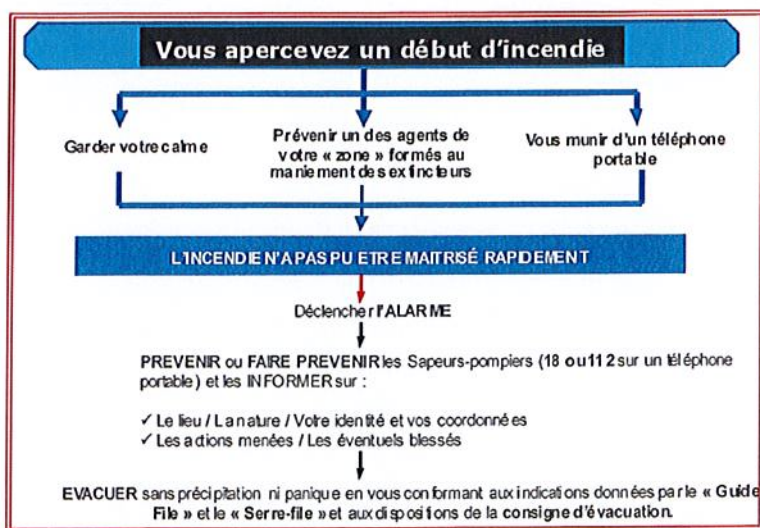 Vous apercevez un début d'incendie
Garder votre calme
Prévenir un des agents de
votre « zone » formés au
maniement des extincteurs
Vous munir d'un téléphone
portable
L'INCENDIE N'A PAS PU ETRE MAITRISÉ RAPIDEMENT
Déclencher l'ALARME
PREVENIR ou FAIRE PREVENIR les Sapeurs-pompiers (18 ou 112 sur un téléphone
portable) et les INFORMER sur :
✓ Le lieu / La nature / Votre identité et vos coordonnées
✓ Les actions menées / Les éventuels blessés
EVACUER sans précipitation ni panique en vous conformant aux indications données par le « Guide
File » et le « Serre-file » et aux dispositions de la consigne d'évacuation.